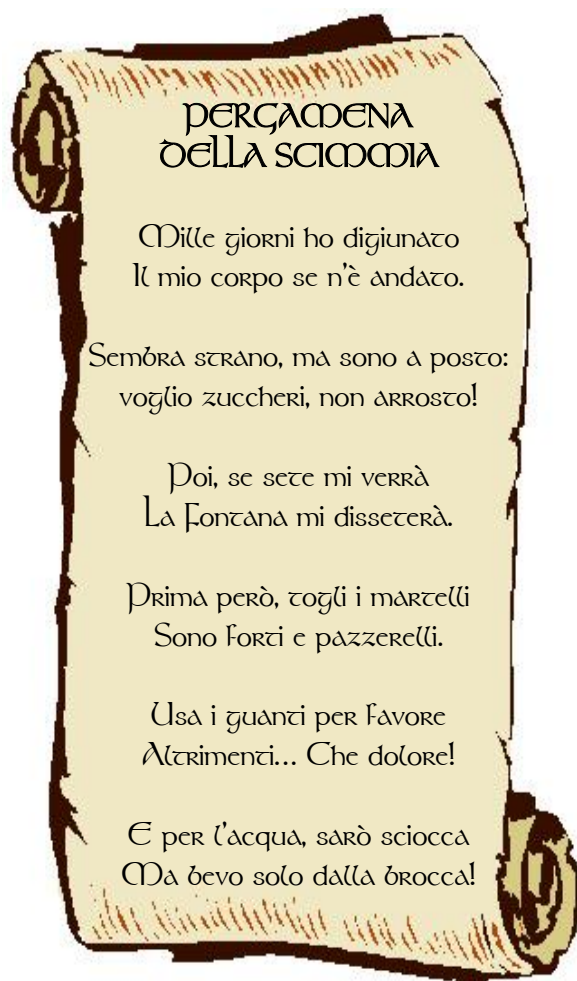 PERGAMENA
DELLA SCIMMIA
Mille giorni ho digiunato
Il mio corpo se n'è andato.
Sembra strano, ma sono a posto:
voglio zuccheri, non arrosto!
Poi, se sete mi verrà
La Fontana mi disseterà.
Prima però, togli i martelli
Sono forti e pazzerelli.
Usa i guanti per favore
Altrimenti... Che dolore!
E per l'acqua, sarò sciocca
Ma bevo solo dalla brocca!